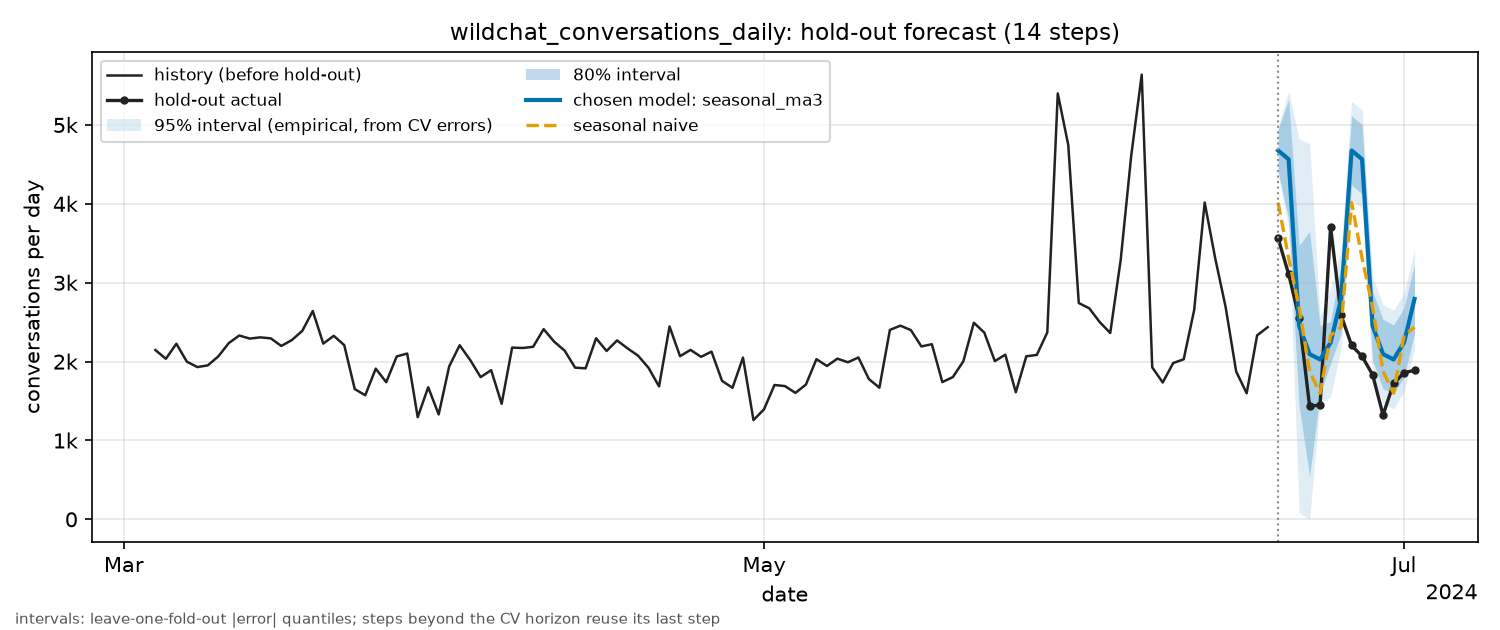 wildchat_conversations_daily: hold-out forecast (14 steps)
history (before hold-out)
hold-out actual
95% interval (empirical, from CV errors)
80% interval
chosen model: seasonal_ma3
seasonal naive
conversations per day
5k
4k
3k
2k
1k
0
Mar
May
Jul
date
2024
intervals: leave-one-fold-out |error| quantiles; steps beyond the CV horizon reuse its last step